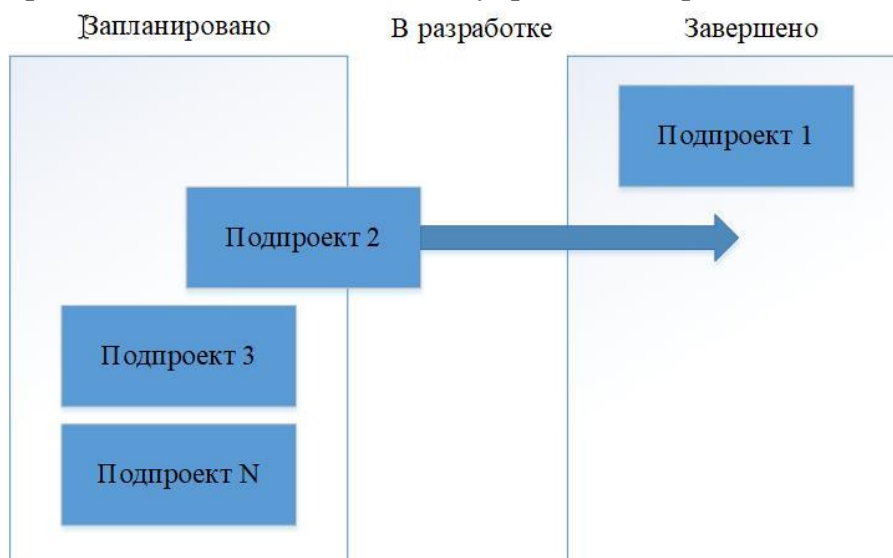 Запланировано
В разработке
Завершено
Подпроект 1
Подпроект 2
Подпроект 3
Подпроект N